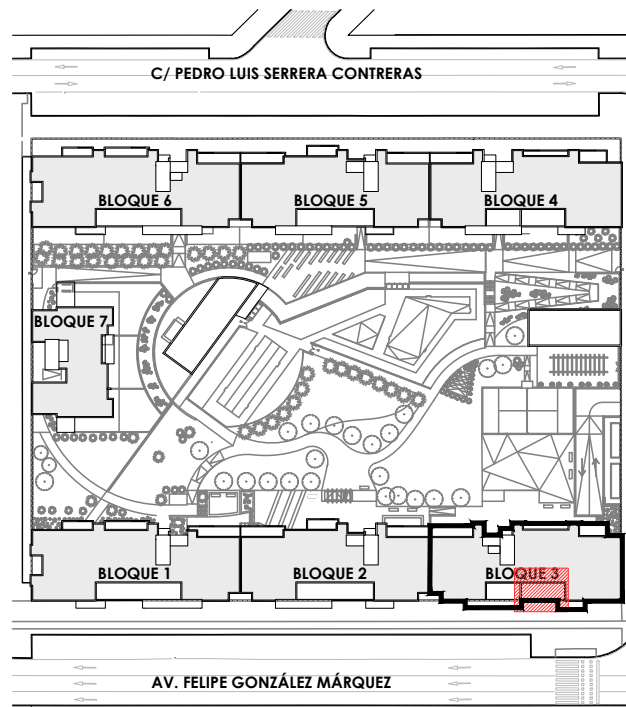 C/ PEDRO LUIS SERRERA CONTRERAS
BLOQUE 6
BLOQUE 5
BLOQUE 4
BLOQUE 7
BLOQUE 1
BLOQUE 2
BLOQUE 3
AV. FELIPE GONZÁLEZ MÁRQUEZ